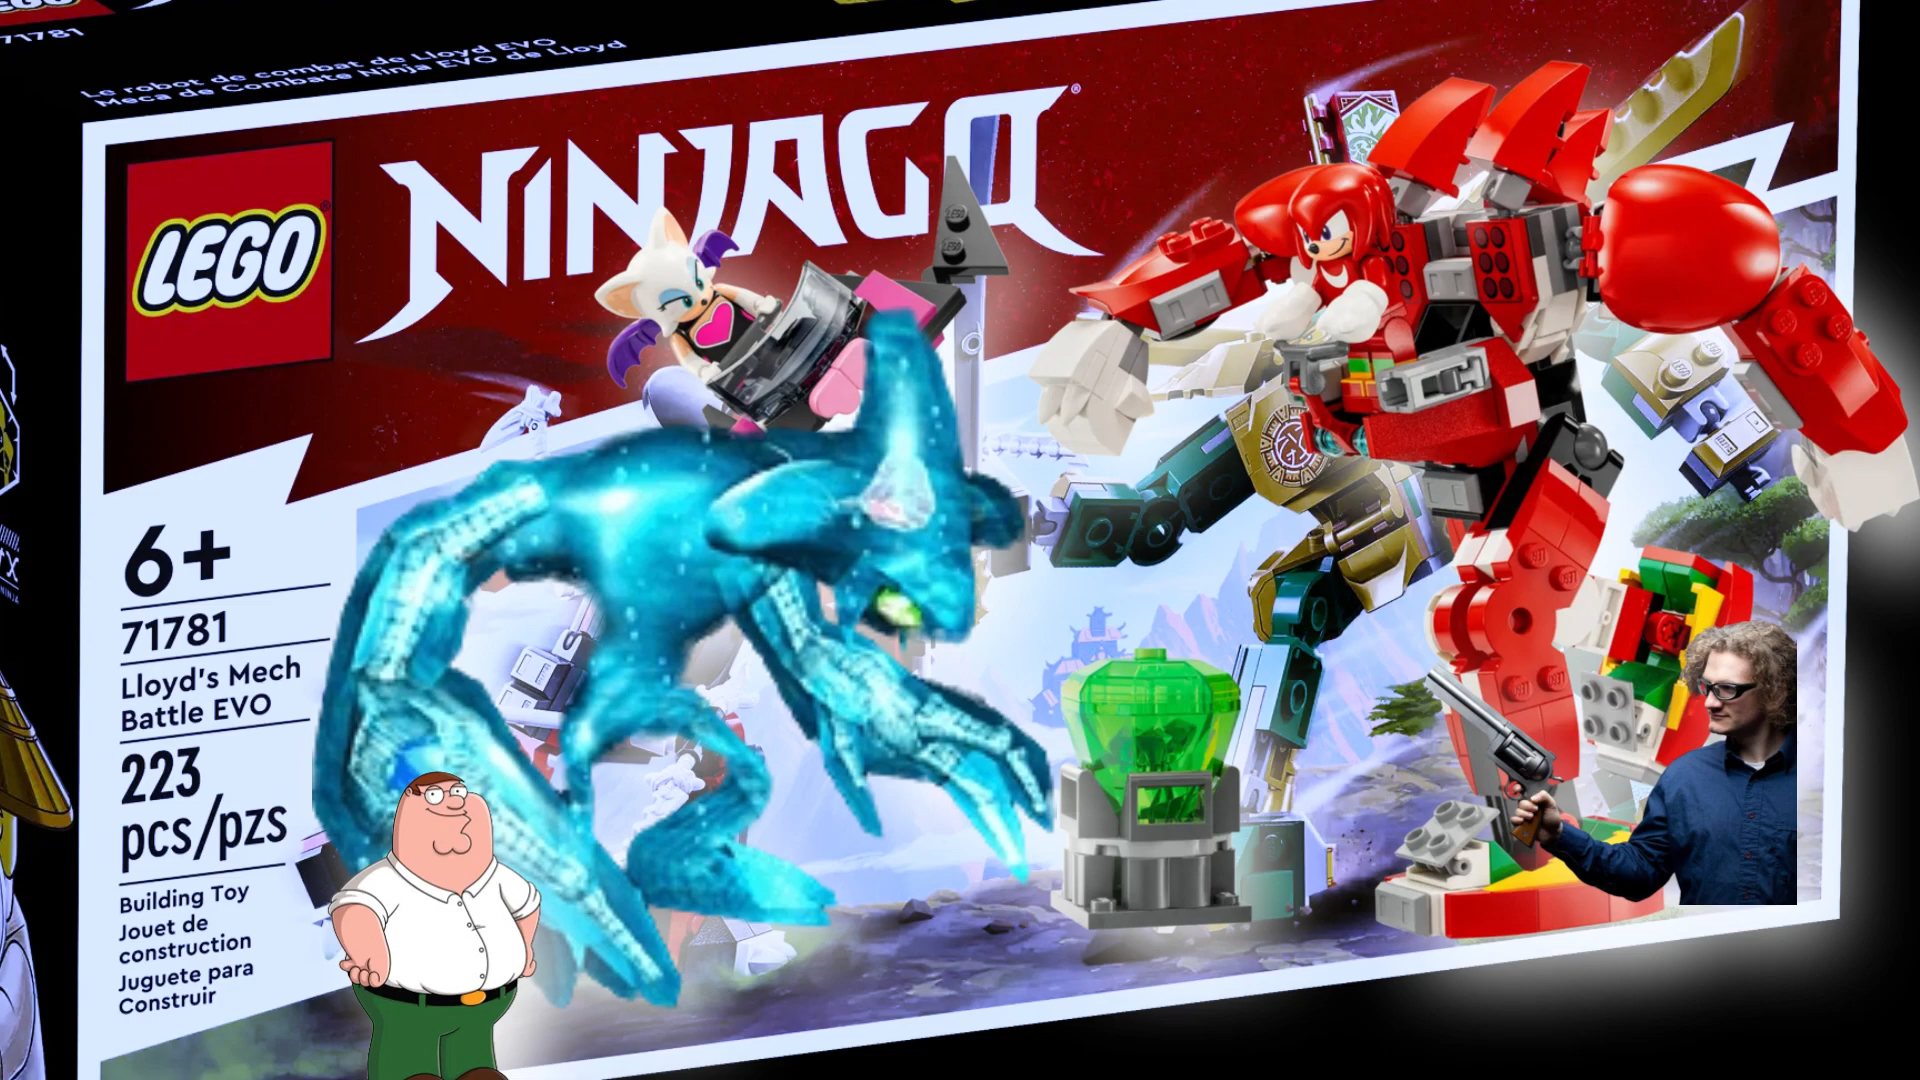 71781
Le robot de combat de Lloyd EVO
Meca de Combate Ninja EVO de Lloyd
LEGO
NINJAGO
6+
71781
Lloyd's Mech
Battle EVO
223
pcs/pzs
Building Toy
Jouet de
construction
Juguete para
Construir